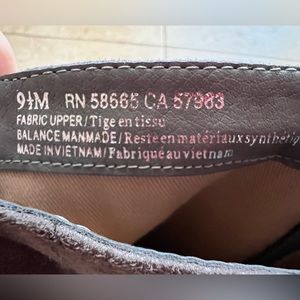 9½M RN 58665 CA 57983
FABRIC UPPER/Tige en tissu
BALANCE MANMADE/Reste en matériaux synthétiq
MADE IN VIETNAM/Fabriqué au vietnam